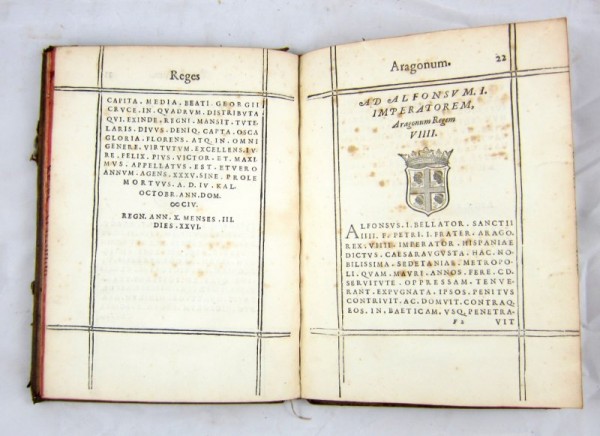 Reges
CAPITA . MEDIA . BEATI . GEORGII
CRVCE . IN . QVADRVM . DISTRIBVTA
QVI . EXINDE . REGNI . MANSIT . TVTE-
LARIS . DIVVS . DENIQ. CAPTA . OSCA
GLORIA . FLORENS . ATQ. IN . OMNI
GENERE . VIRTVTVM . EXCELLENS . IV-
RE . FELIX . PIVS . VICTOR . ET . MAXI-
MVS . APPELLATVS . EST . ET VERO
ANNVM . AGENS . XXXV. SINE . PROLE
MORTVVS . A . D . IV . KAL.
OCTOBR . ANN . DOM.
∞CIV.
REGN. ANN. X. MENSES. III.
DIES. XXVI.
Aragonum. 22
AD ALFONSVM. I.
IMPERATOREM,
Aragonum Regem
VIIII.
ALFONSVS . I . BELLATOR . SANCTII
IIII . F . PETRI . I . FRATER . ARAGO.
REX . VIIII . IMPERATOR . HISPANIAE
DICTVS . CAESARAVGVSTA . HAC . NO-
BILISSIMA . SEDETANIAE . METROPO-
LI . QVAM . MAVRI . ANNOS . FERE . CD.
SERVITVTE . OPPRESSAM . TENVE-
RANT . EXPVGNATA . IPSOS . PENITVS
CONTRIVIT . AC . DOMVIT . CONTRAQ.
EOS . IN . BAETICAM . VSQ. PENETRA-
VIT